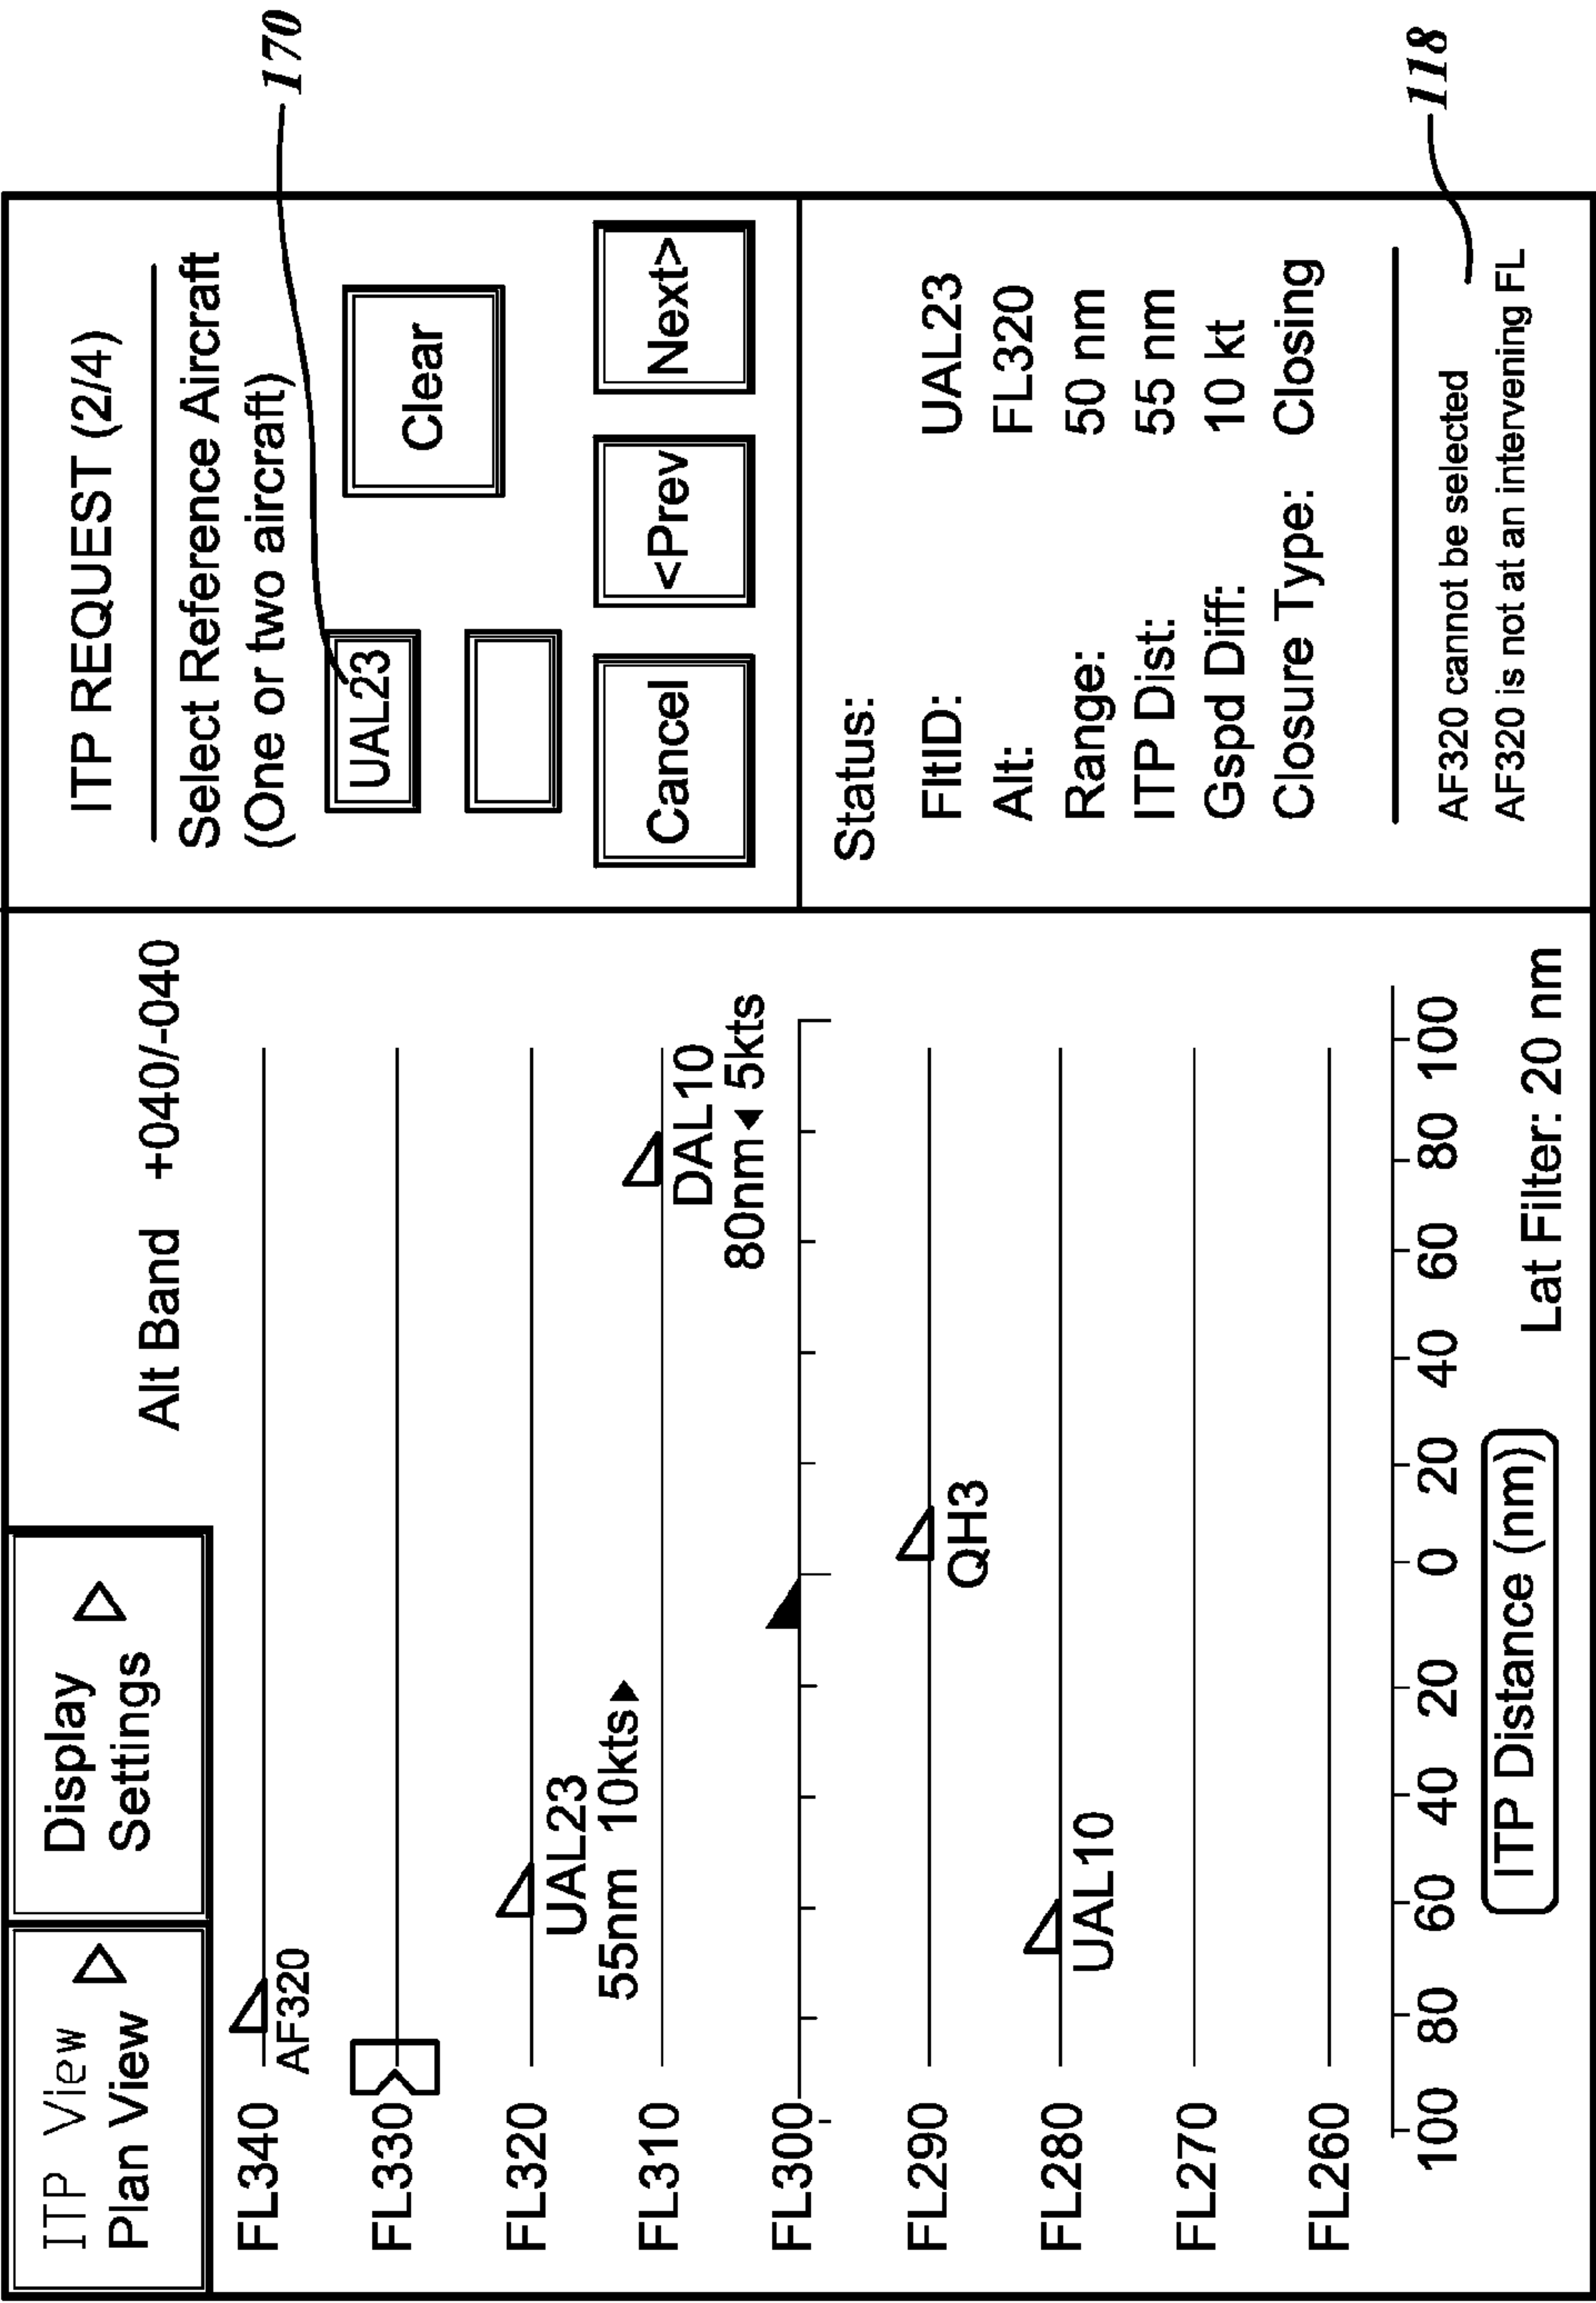 ITP View
Plan View
Display
Settings
Alt Band +040/-040
FL340
AF320
FL330
FL320
UAL23
55nm 10kts
FL310
DAL10
80nm 5kts
FL300
FL290
QH3
FL280
UAL10
FL270
FL260
100 80 60 40 20 0 20 40 60 80 100
ITP Distance (nm)
Lat Filter: 20 nm
ITP REQUEST (2/4)
Select Reference Aircraft
(One or two aircraft)
UAL23
Clear
Cancel
<Prev
Next>
170
Status:
FltID: UAL23
Alt: FL320
Range: 50 nm
ITP Dist: 55 nm
Gspd Diff: 10 kt
Closure Type: Closing
AF320 cannot be selected
AF320 is not at an intervening FL
118